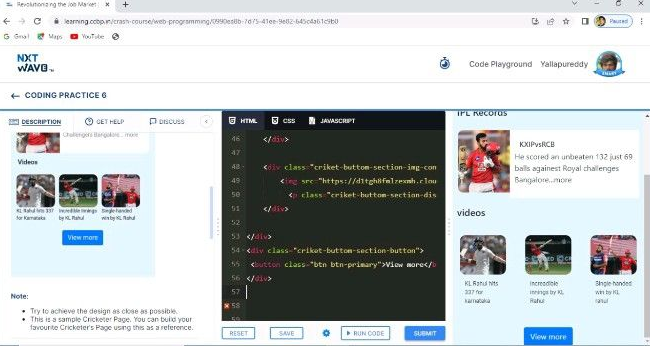 Revolutionizing the Job Market
learning.ccbp.in/crash-course/web-programming/0990ea8b-7d75-41ee-9e82-645c4a61c9b0
Paused
Gmail
Maps
YouTube
NXT
WAVE
Code Playground
Yallapureddy
CODING PRACTICE 6
DESCRIPTION
GET HELP
DISCUSS
Challengers Bangalore... more
Videos
KL Rahul hits 337 for Karnataka
Incredible innings by KL Rahul
Single-handed win by KL Rahul
View more
Note:
Try to achieve the design as close as possible.
This is a sample Cricketer Page. You can build your
favourite Cricketer's Page using this as a reference.
HTML
CSS
JAVASCRIPT
46 </div>
47
48 <div class="criket-buttom-section-img-con
49 <img src="https://d1tgh8fmlzexmh.clou
50 <p class="criket-buttom-section-dis
51 </div>
52
53 </div>
54 <div class="criket-buttom-section-button">
55 <button class="btn btn-primary">View more</b
56 </div>
57
58
59
RESET
SAVE
RUN CODE
SUBMIT
IPL Records
KXIPvsRCB
He scored an unbeaten 132 just 69
balls against Royal challenges
Bangalore...more
videos
KL Rahul hits
337 for
karnataka
Incredible
innings by KL
Rahul
Single-handed
win by KL
rahul
View more